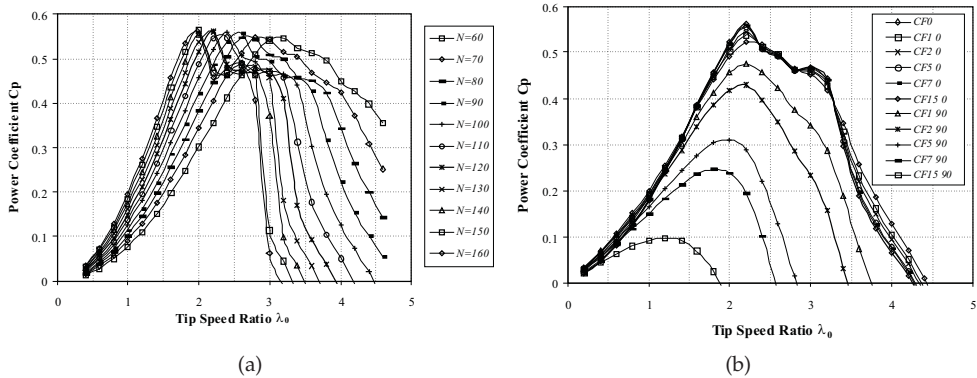 (a)
Power Coefficient Cp
0.6
0.5
0.4
0.3
0.2
0.1
0
0 1 2 3 4 5
Tip Speed Ratio λ₀
N=60
N=70
N=80
N=90
N=100
N=110
N=120
N=130
N=140
N=150
N=160
(a)
(b)
Power Coefficient Cp
0.6
0.5
0.4
0.3
0.2
0.1
0
0 1 2 3 4 5
Tip Speed Ratio λ₀
CF0
CF1 0
CF2 0
CF5 0
CF7 0
CF15 0
CF1 90
CF2 90
CF5 90
CF7 90
CF15 90
(b)